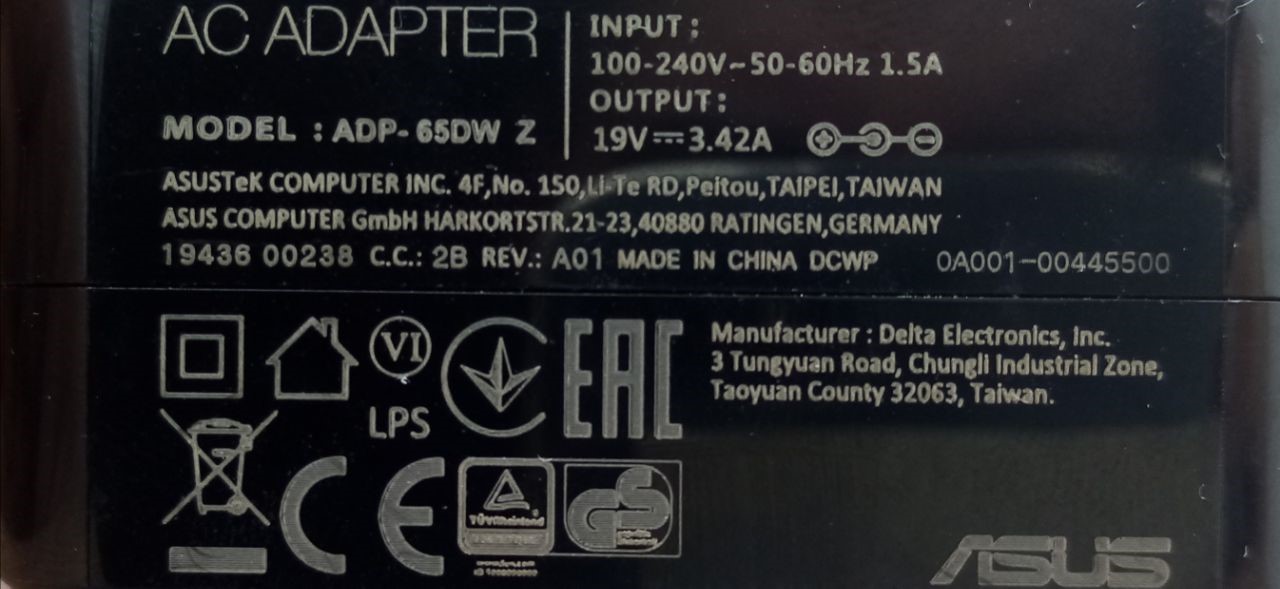 AC ADAPTER
MODEL : ADP-65DW Z
INPUT :
100-240V~50-60Hz 1.5A
OUTPUT:
19V⎓3.42A
ASUSTeK COMPUTER INC. 4F,No. 150,Li-Te RD,Peitou,TAIPEI,TAIWAN
ASUS COMPUTER GmbH HARKORTSTR.21-23,40880 RATINGEN,GERMANY
19436 00238 C.C.: 2B REV.: A01 MADE IN CHINA DCWP 0A001-00445500
VI
LPS
EAC
Manufacturer : Delta Electronics, Inc.
3 Tungyuan Road, Chungli Industrial Zone,
Taoyuan County 32063, Taiwan.
CE
TÜVRheinland
GS
ASUS